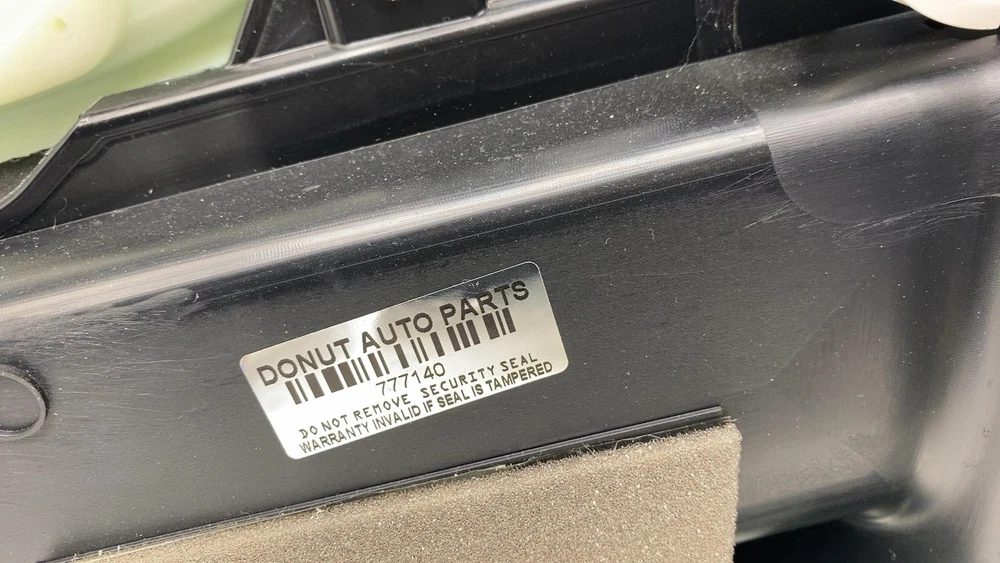 DONUT AUTO PARTS
777140
DO NOT REMOVE SECURITY SEAL
WARRANTY INVALID IF SEAL IS TAMPERED